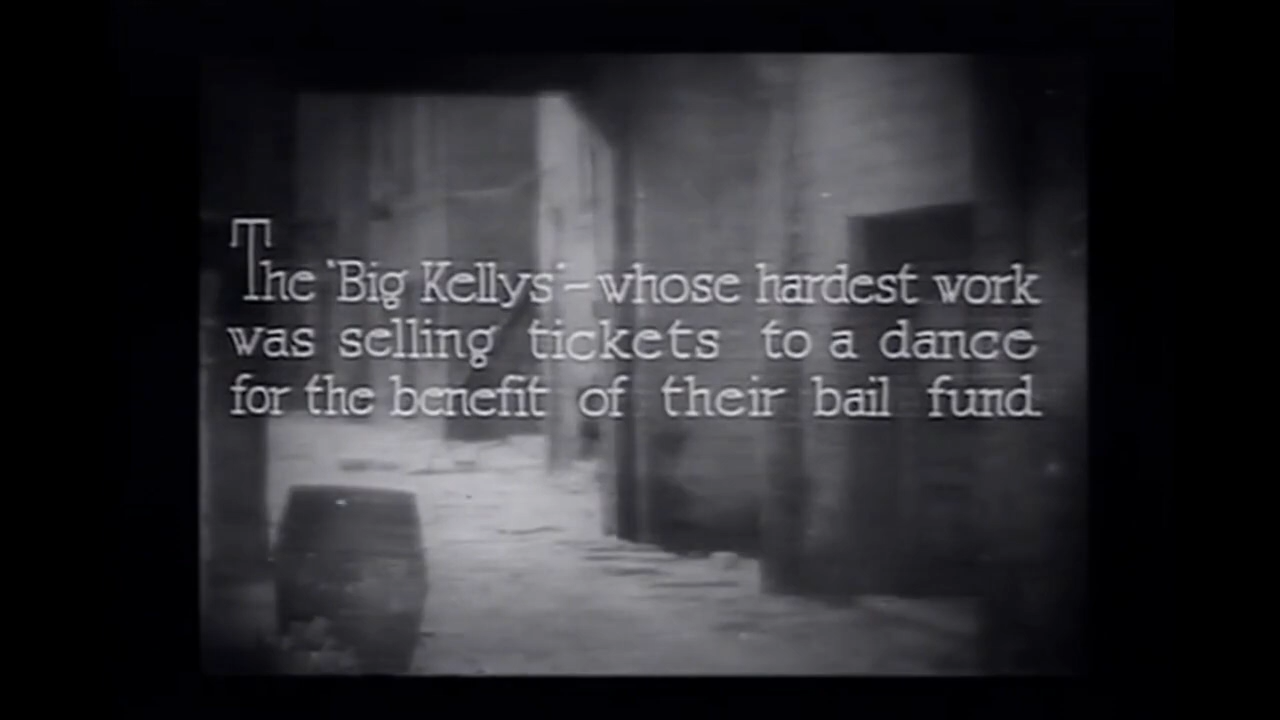 The 'Big Kellys' - whose hardest work
was selling tickets to a dance
for the benefit of their bail fund.